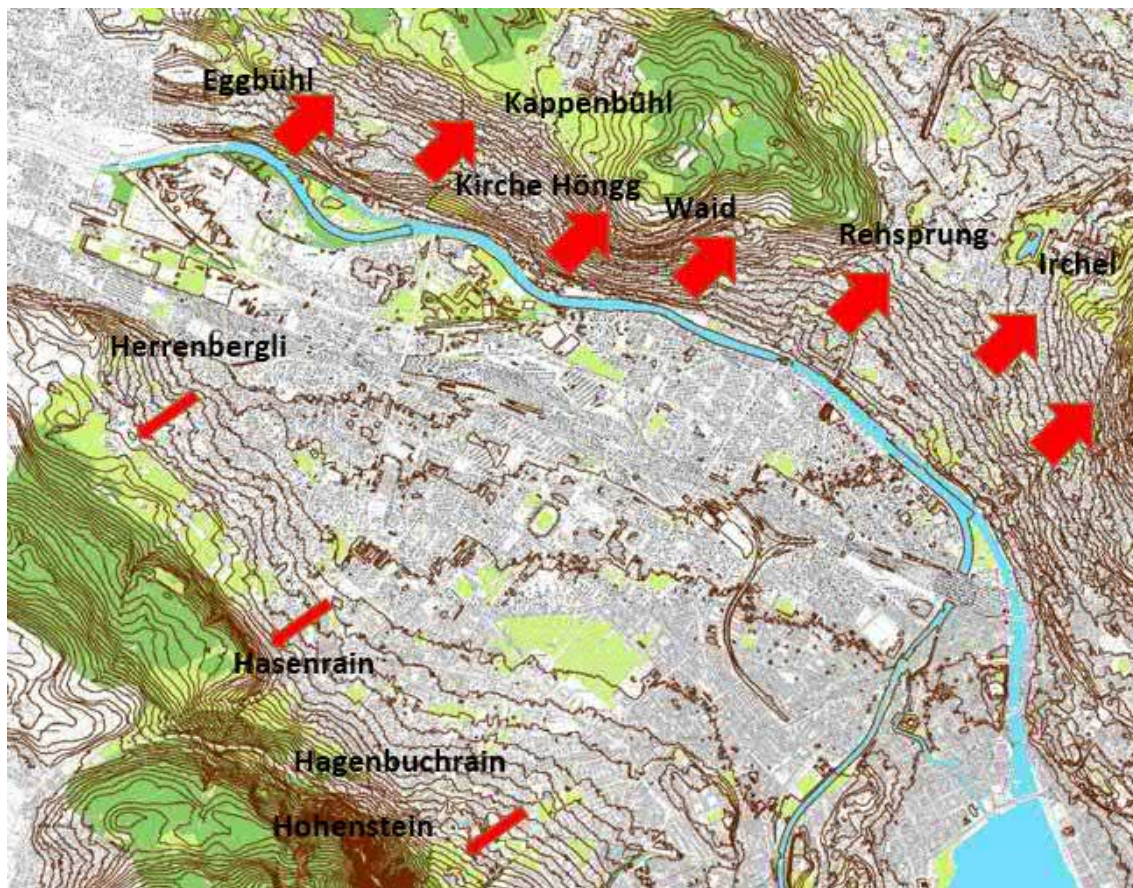 Eggbühl
Kappenbühl
Kirche Höngg
Waid
Rehsprung
Irchel
Herrenbergli
Hasenrain
Hagenbuchrain
Hohenstein